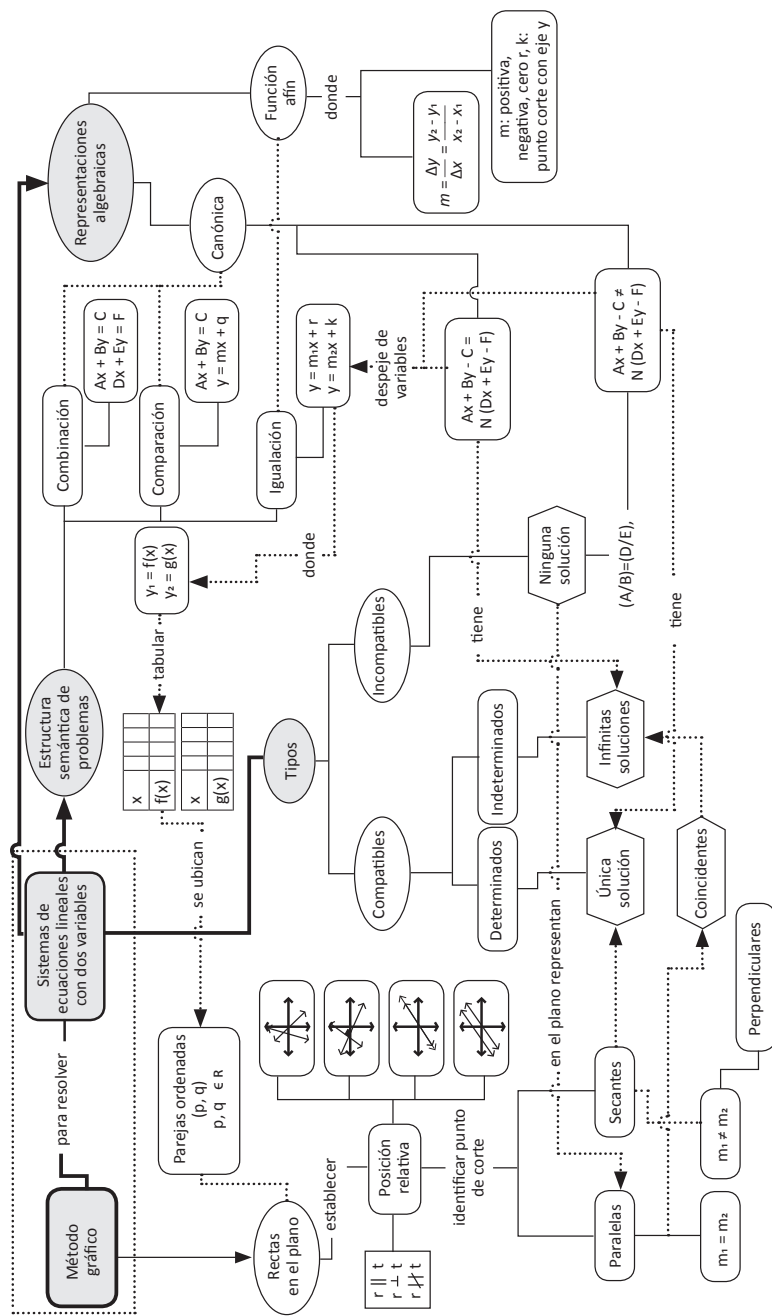 Método
gráfico
para resolver
Sistemas de
ecuaciones lineales
con dos variables
Estructura
semántica de
problemas
Representaciones
algebraicas
Combinación
Ax + By = C
Dx + Ey = F
Comparación
Ax + By = C
y = mx + q
Igualación
y = m₁x + r
y = m₂x + k
Canónica
Función
afín
donde
m = Δy / Δx = y₂ - y₁ / x₂ - x₁
m: positiva,
negativa, cero r, k:
punto corte con eje y
y₁ = f(x)
y₂ = g(x)
donde
tabular
x
f(x)
x
g(x)
se ubican
Parejas ordenadas
(p, q)
p, q ∈ R
Rectas
en el plano
establecer
Posición
relativa
r || t
r ⊥ t
r ∦ t
identificar punto
de corte
Paralelas
Secantes
m₁ = m₂
m₁ ≠ m₂
Perpendiculares
Coincidentes
en el plano representan
Tipos
Compatibles
Incompatibles
Determinados
Indeterminados
Única
solución
Infinitas
soluciones
Ninguna
solución
tiene
tiene
(A/B)=(D/E),
despeje de
variables
Ax + By - C =
N (Dx + Ey - F)
Ax + By - C ≠
N (Dx + Ey - F)